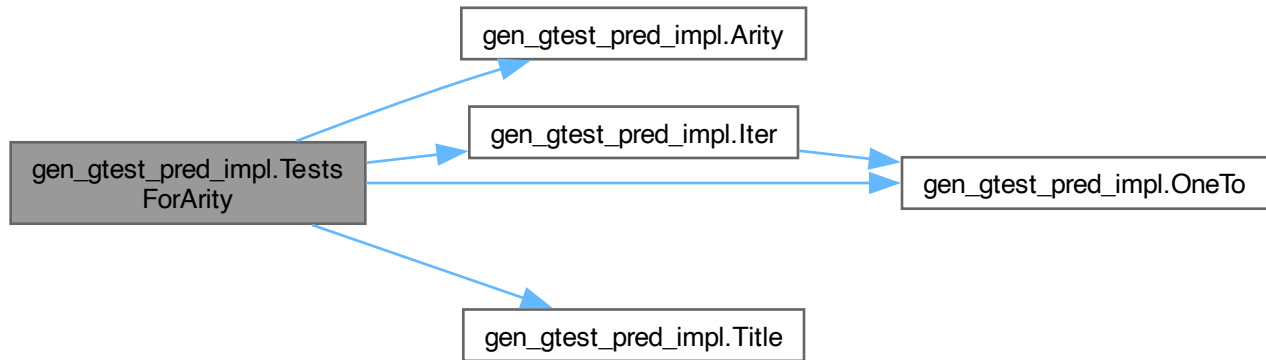 gen_gtest_pred_impl.Arity
gen_gtest_pred_impl.Iter
gen_gtest_pred_impl.Tests
ForArity
gen_gtest_pred_impl.OneTo
gen_gtest_pred_impl.Title